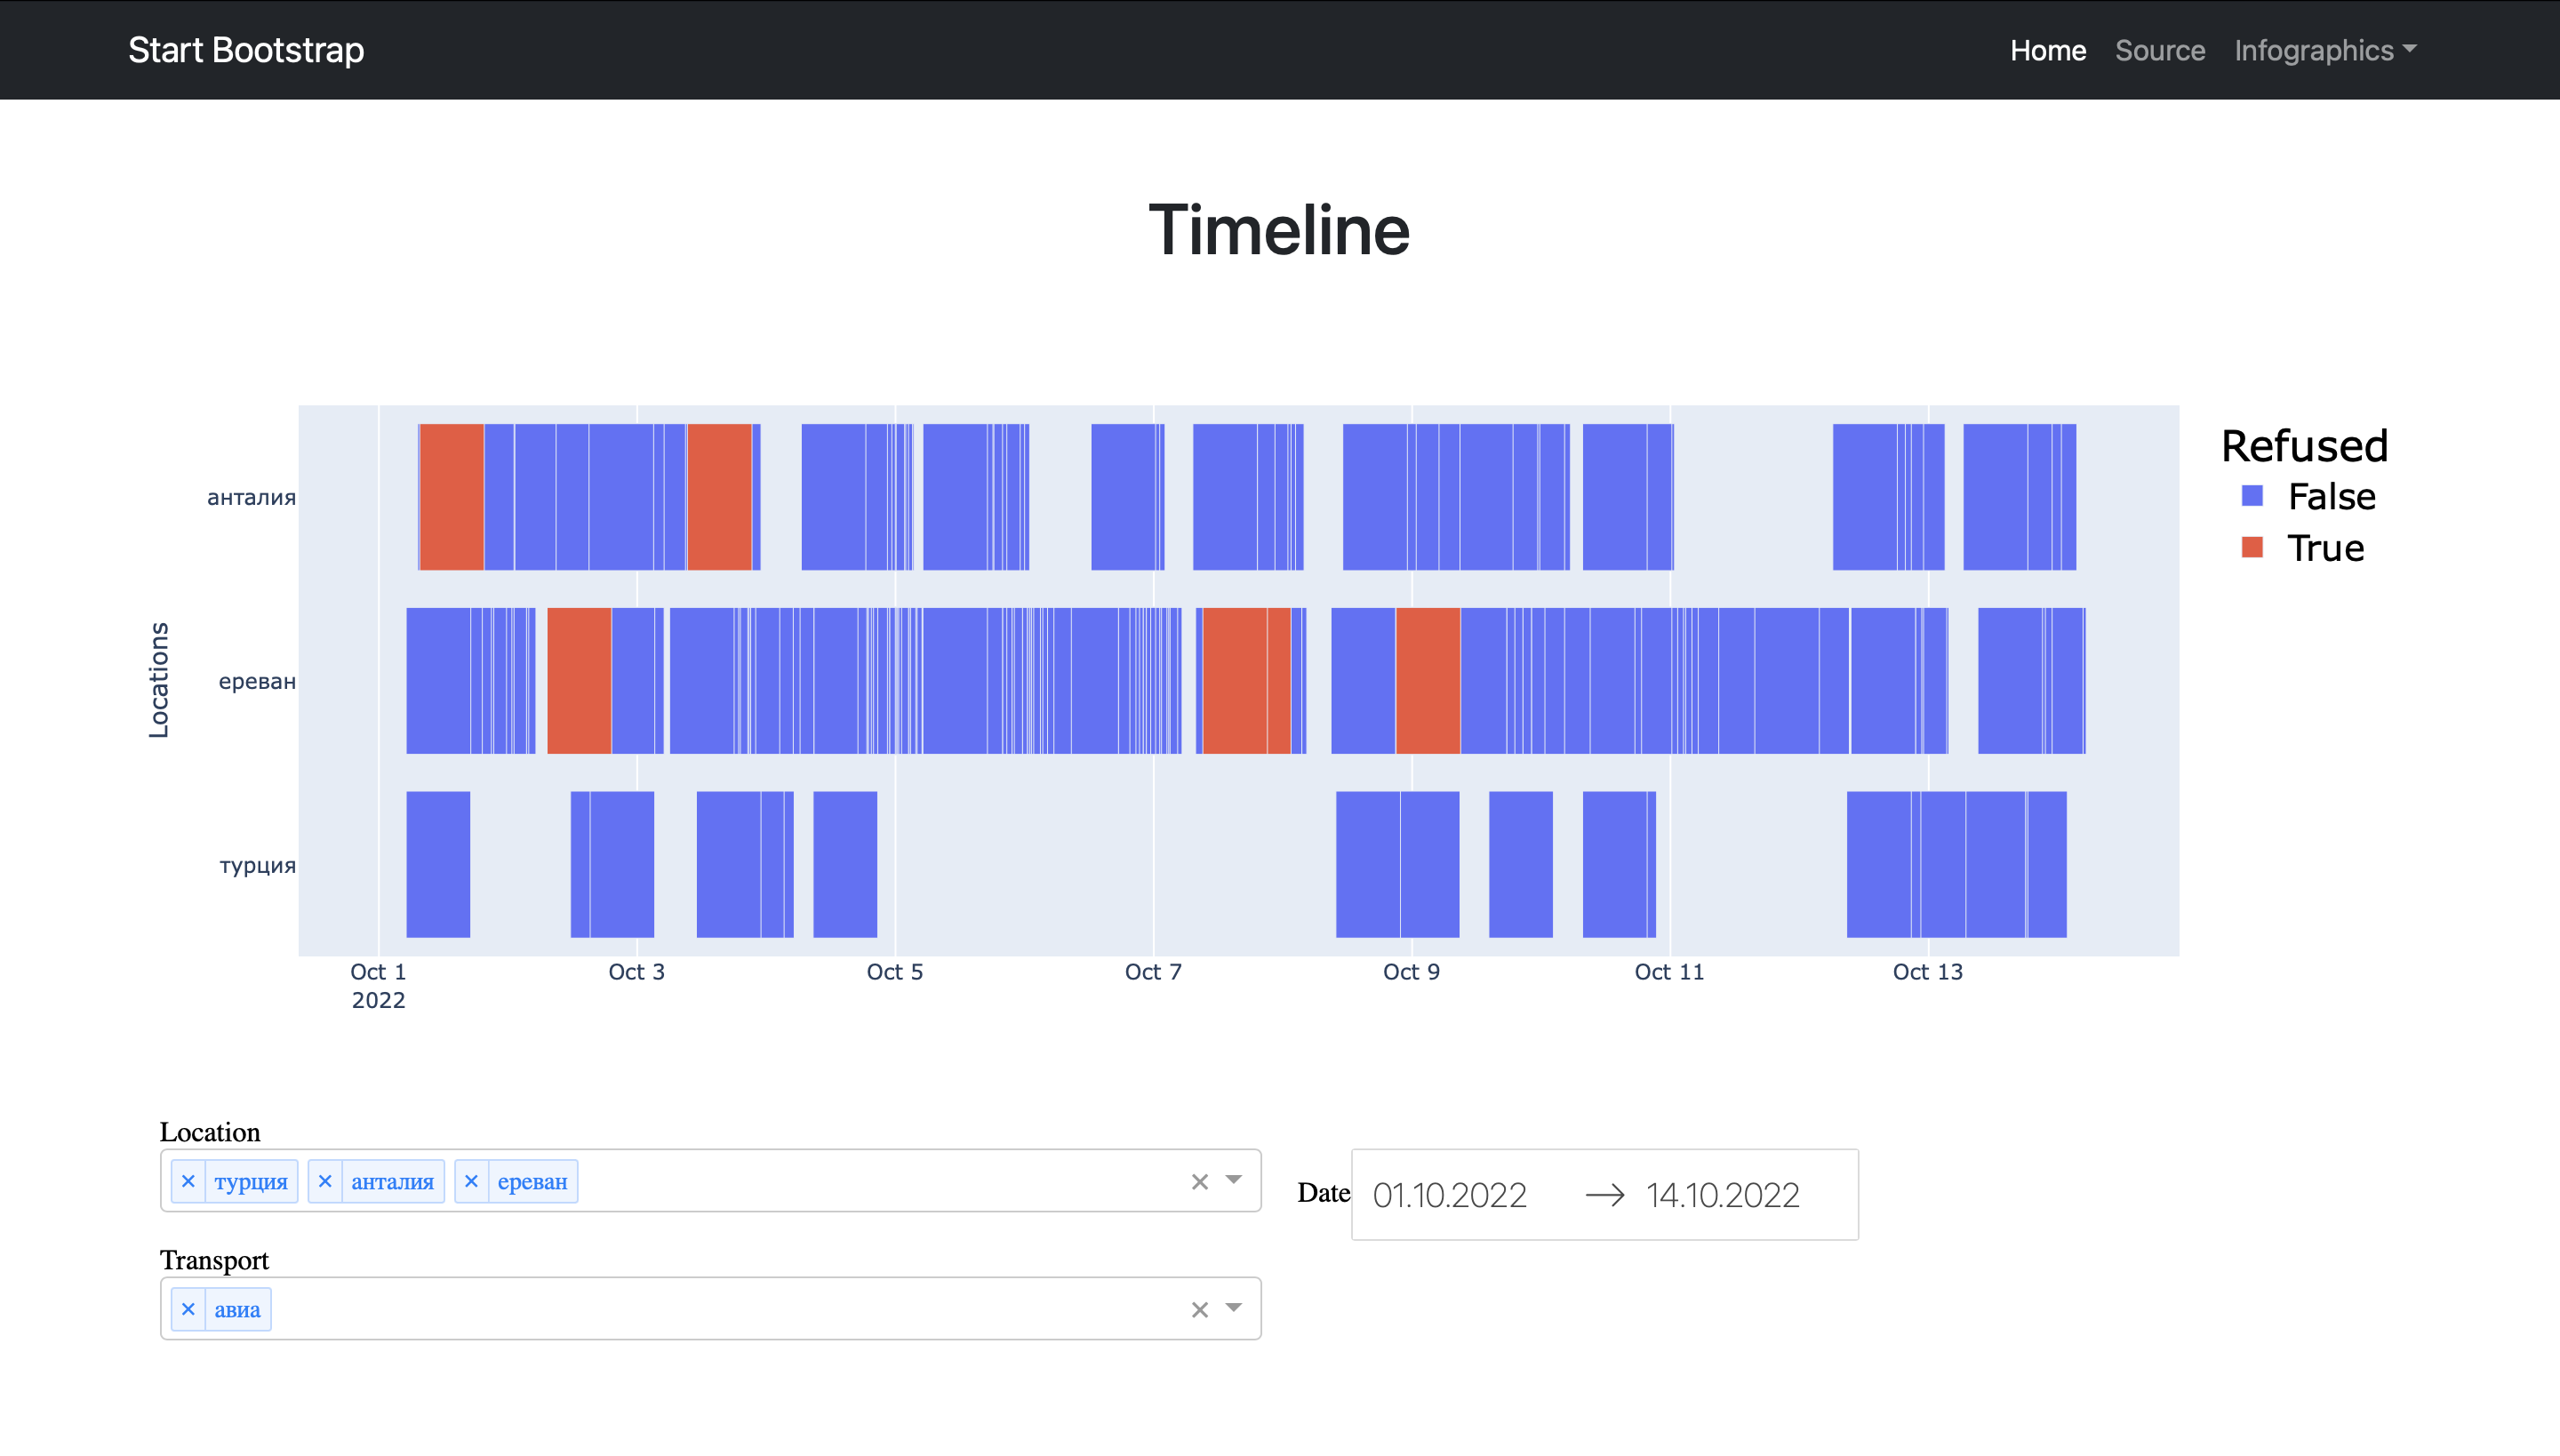 Start Bootstrap
Home Source Infographics
Timeline
Refused
False
True
Locations
анталия
ереван
турция
Oct 1 Oct 3 Oct 5 Oct 7 Oct 9 Oct 11 Oct 13
2022
Location
× турция × анталия × ереван ×
Date 01.10.2022 → 14.10.2022
Transport
× авиа ×